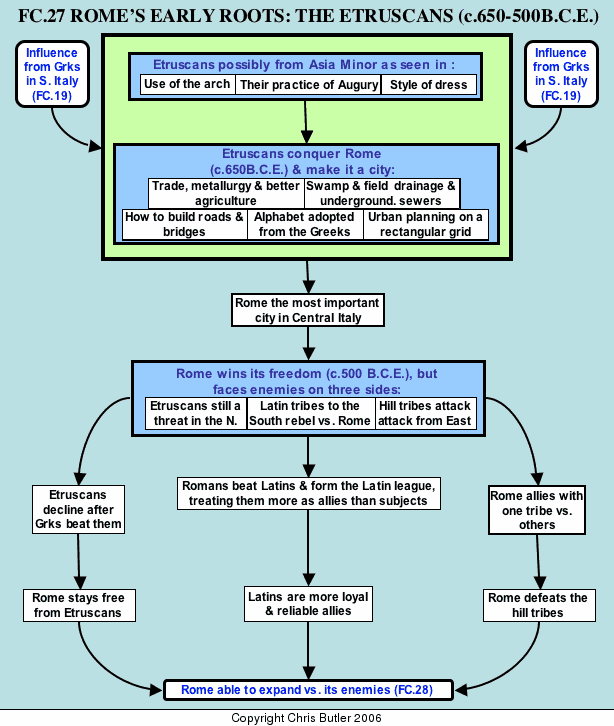 FC.27 ROME'S EARLY ROOTS: THE ETRUSCANS (c.650-500B.C.E.)
Influence
from Grks
in S. Italy
(FC.19)
Etruscans possibly from Asia Minor as seen in :
Use of the arch
Their practice of Augury
Style of dress
Influence
from Grks
in S. Italy
(FC.19)
Etruscans conquer Rome
(c.650B.C.E.) & make it a city:
Trade, metallurgy & better
agriculture
Swamp & field drainage &
underground. sewers
How to build roads &
bridges
Alphabet adopted
from the Greeks
Urban planning on a
rectangular grid
Rome the most important
city in Central Italy
Rome wins its freedom (c.500 B.C.E.), but
faces enemies on three sides:
Etruscans still a
threat in the N.
Latin tribes to the
South rebel vs. Rome
Hill tribes attack
attack from East
Etruscans
decline after
Grks beat them
Romans beat Latins & form the Latin league,
treating them more as allies than subjects
Rome allies with
one tribe vs.
others
Rome stays free
from Etruscans
Latins are more loyal
& reliable allies
Rome defeats the
hill tribes
Rome able to expand vs. its enemies (FC.28)
Copyright Chris Butler 2006